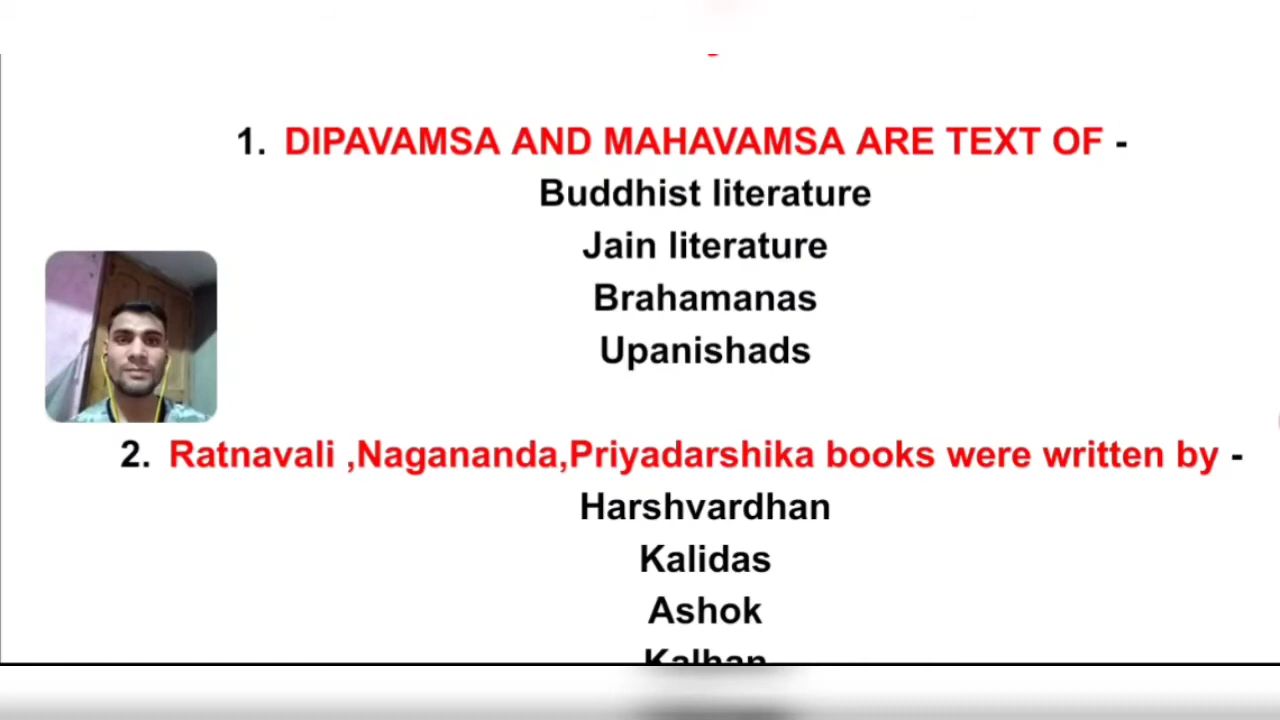 1. DIPAVAMSA AND MAHAVAMSA ARE TEXT OF -
Buddhist literature
Jain literature
Brahamanas
Upanishads
2. Ratnavali ,Nagananda,Priyadarshika books were written by -
Harshvardhan
Kalidas
Ashok
Kalhan